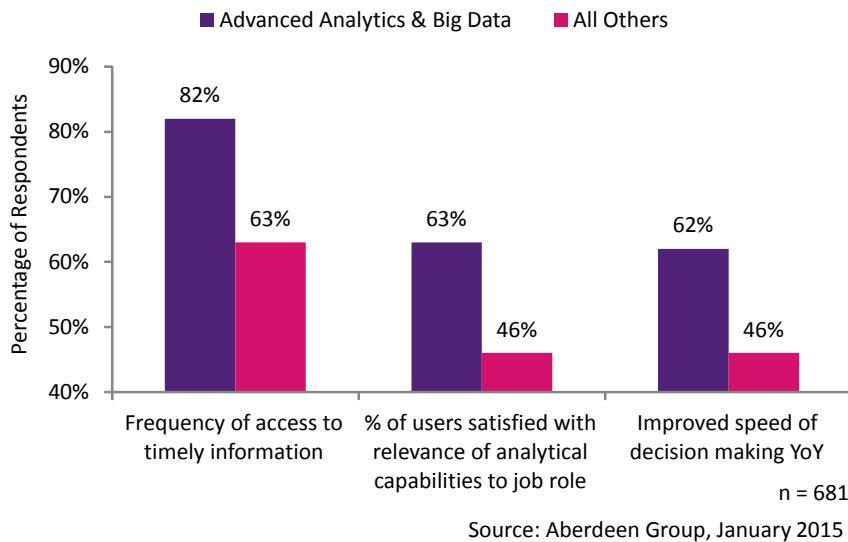 Advanced Analytics & Big Data All Others
Percentage of Respondents
90%
80%
70%
60%
50%
40%
82%
63%
63%
46%
62%
46%
Frequency of access to
timely information
% of users satisfied with
relevance of analytical
capabilities to job role
Improved speed of
decision making YoY
n = 681
Source: Aberdeen Group, January 2015